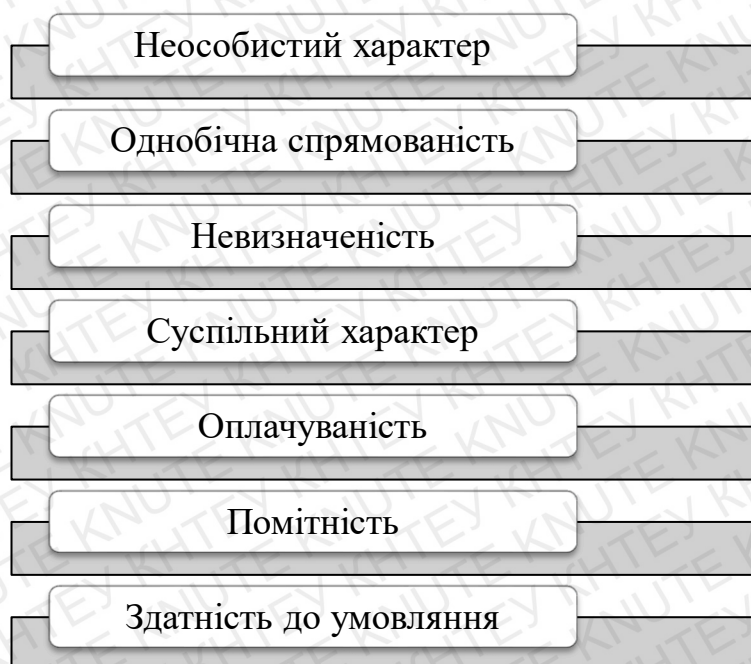 Неособистий характер
Однобічна спрямованість
Невизначеність
Суспільний характер
Оплачуваність
Помітність
Здатність до умовляння